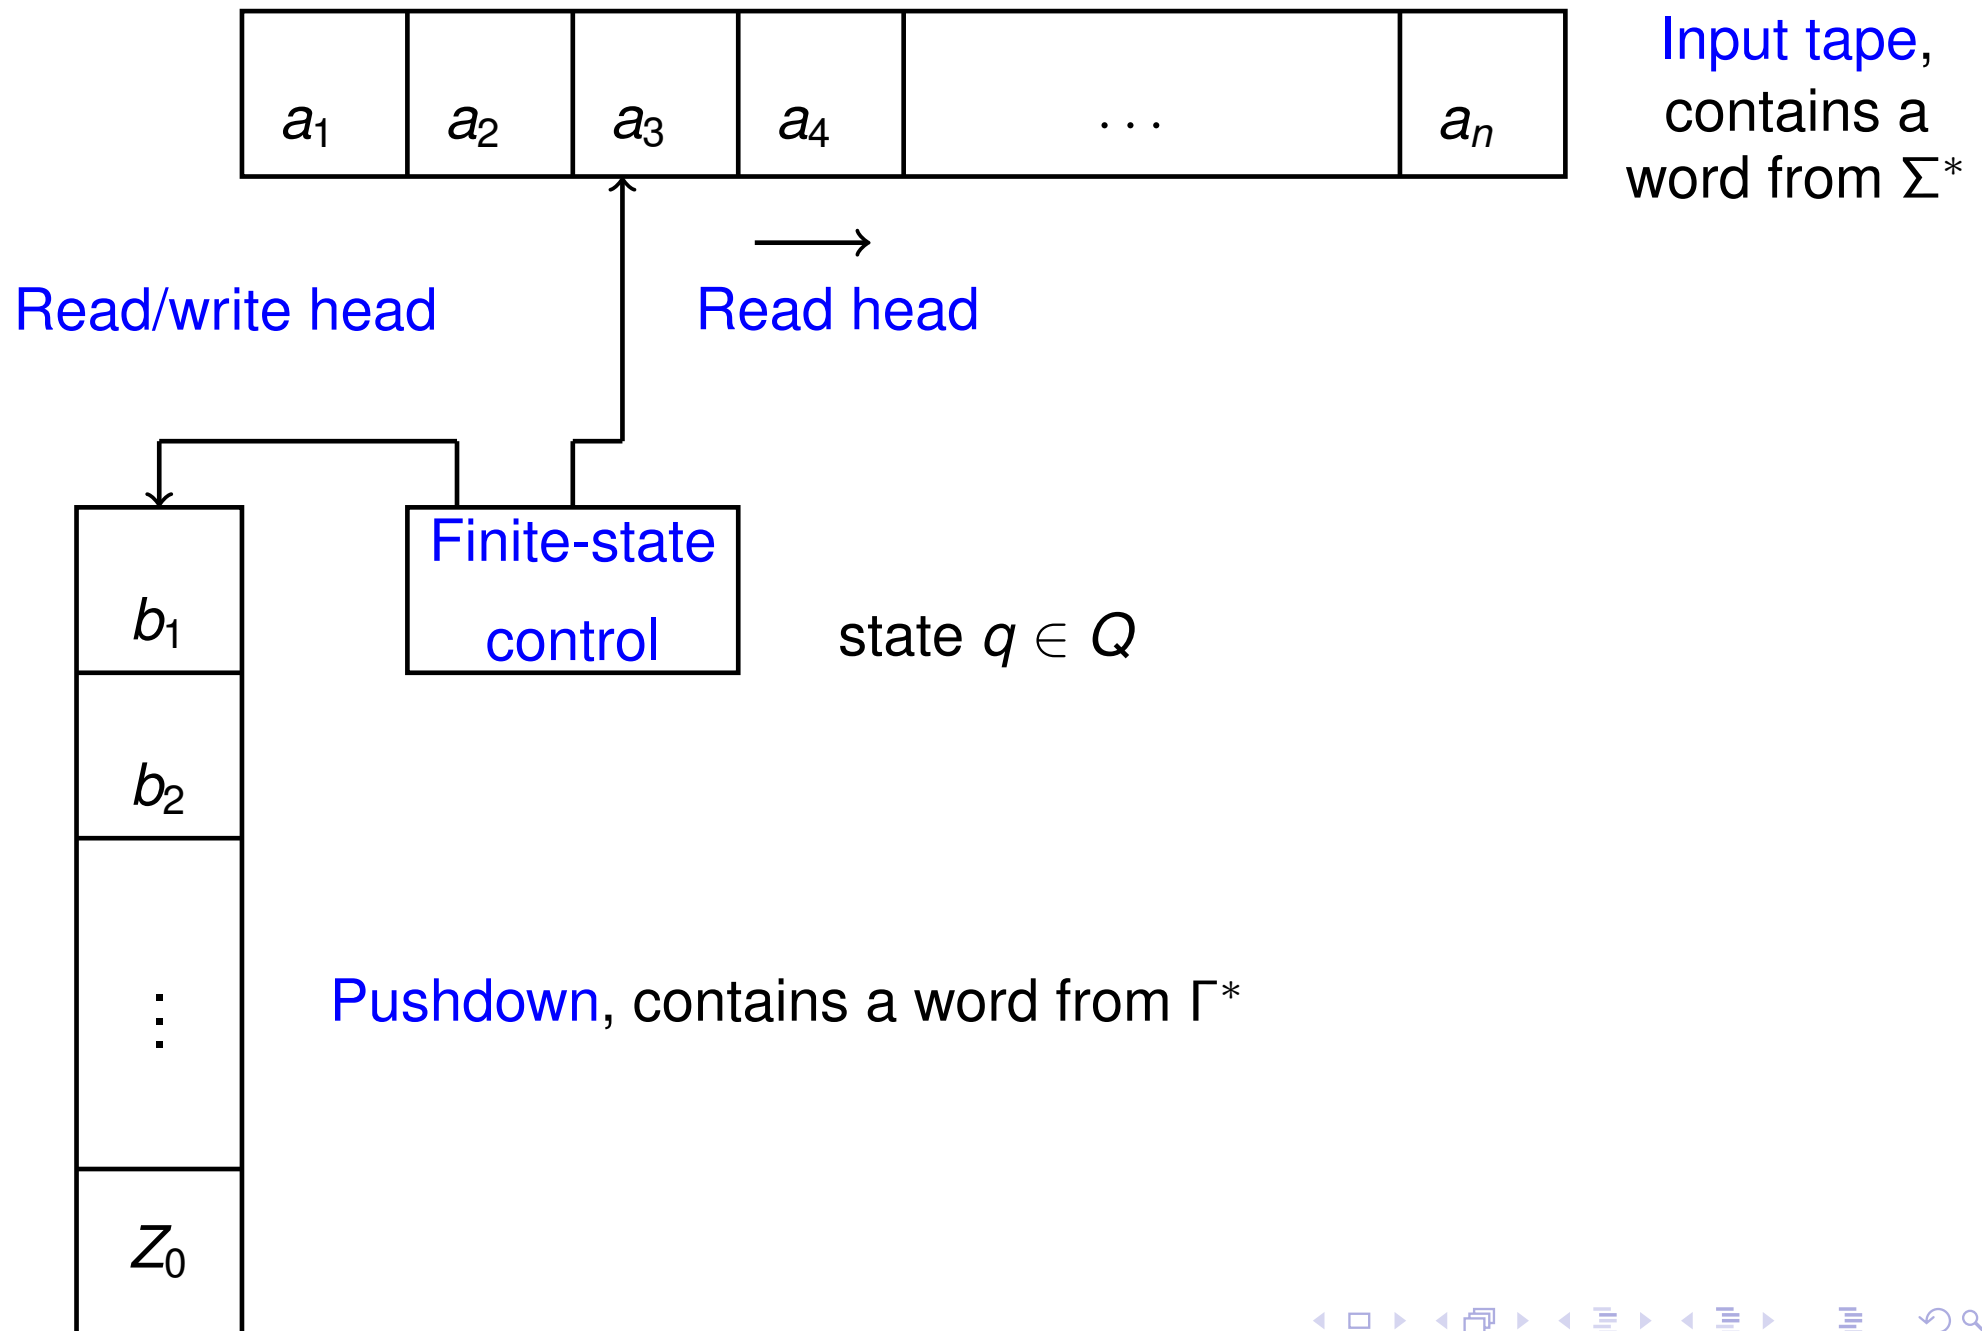 a₁ a₂ a₃ a₄ ··· aₙ
Input tape,
contains a
word from Σ*
Read/write head
Read head
Finite-state
control
state q ∈ Q
b₁
b₂
⋮
Pushdown, contains a word from Γ*
Z₀